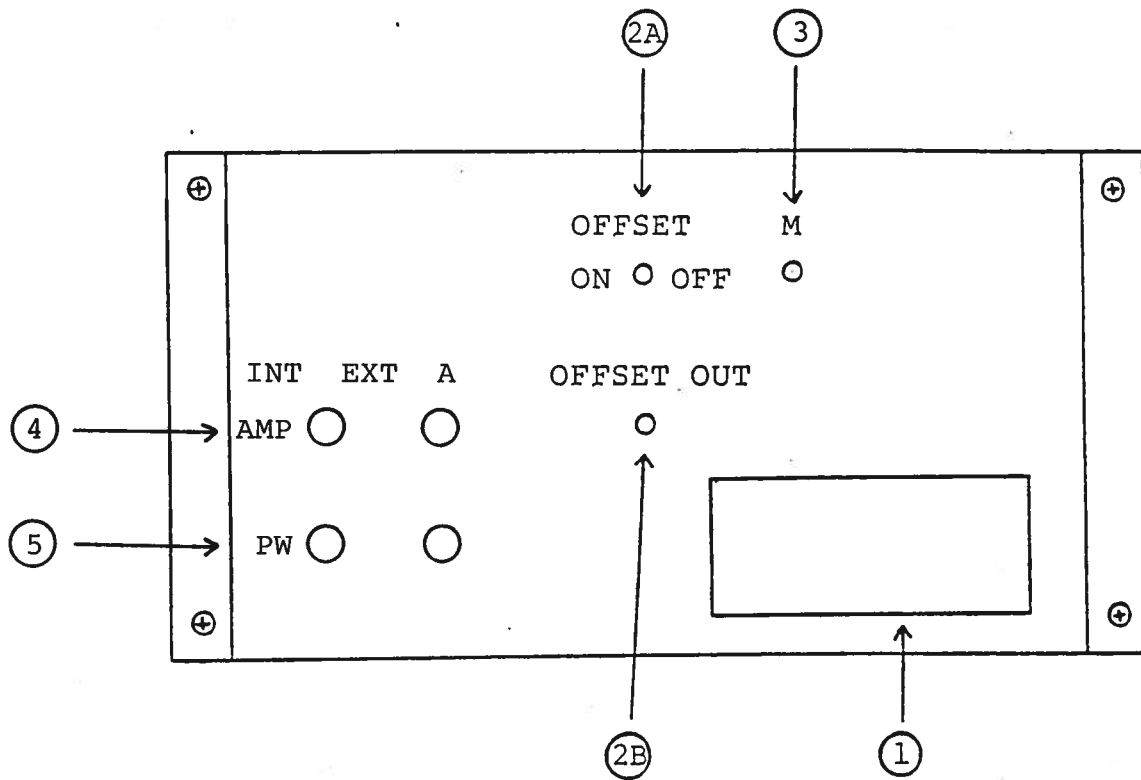 2A 3
OFFSET M
ON OFF
INT EXT A OFFSET OUT
4 AMP
5 PW
2B 1